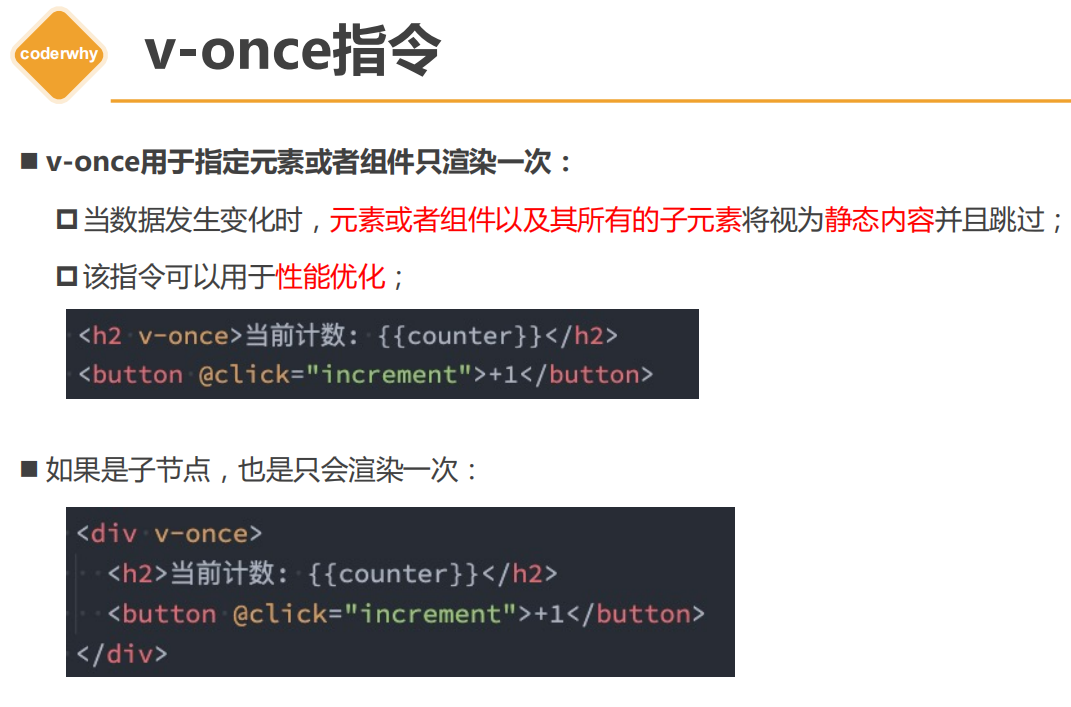 coderwhy
v-once指令
v-once用于指定元素或者组件只渲染一次：
当数据发生变化时，元素或者组件以及其所有的子元素将视为静态内容并且跳过；
该指令可以用于性能优化；
<h2 v-once>当前计数: {{counter}}</h2>
<button @click="increment">+1</button>
如果是子节点，也是只会渲染一次：
<div v-once>
<h2>当前计数: {{counter}}</h2>
<button @click="increment">+1</button>
</div>